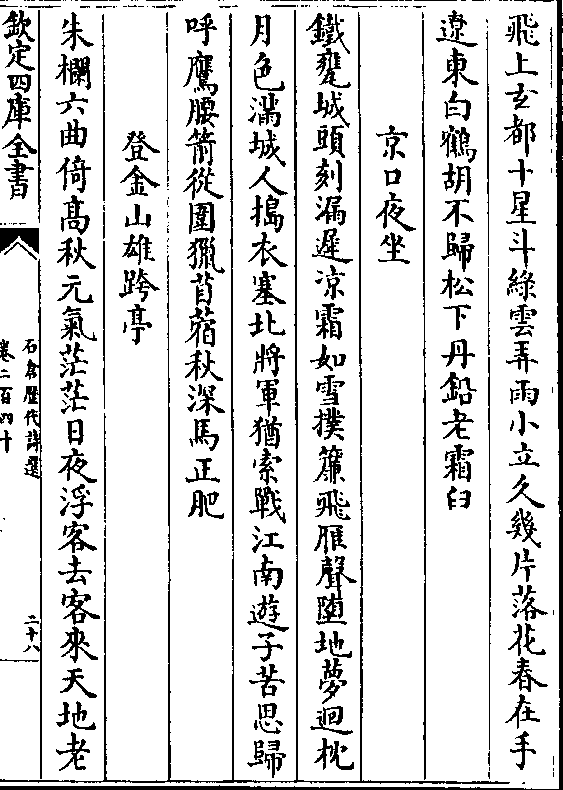 飛上玄都十星斗綠雲弄雨小立久幾片落花春在手
遼東白鶴胡不歸松下丹鉛老霜臼
京口夜坐
鐵甕城頭刻漏遲凉霜如雪撲簾飛雁聲墮地夢迴枕
月色滿城人搗衣塞北將軍猶索戰江南遊子苦思歸
呼鷹腰箭從圍獵苜蓿秋深馬正肥
登金山雄跨亭
朱欄六曲倚高秋元氣茫茫日夜浮客去客來天地老
欽定四庫全書
石倉歷代詩選
卷二百四十
二十八